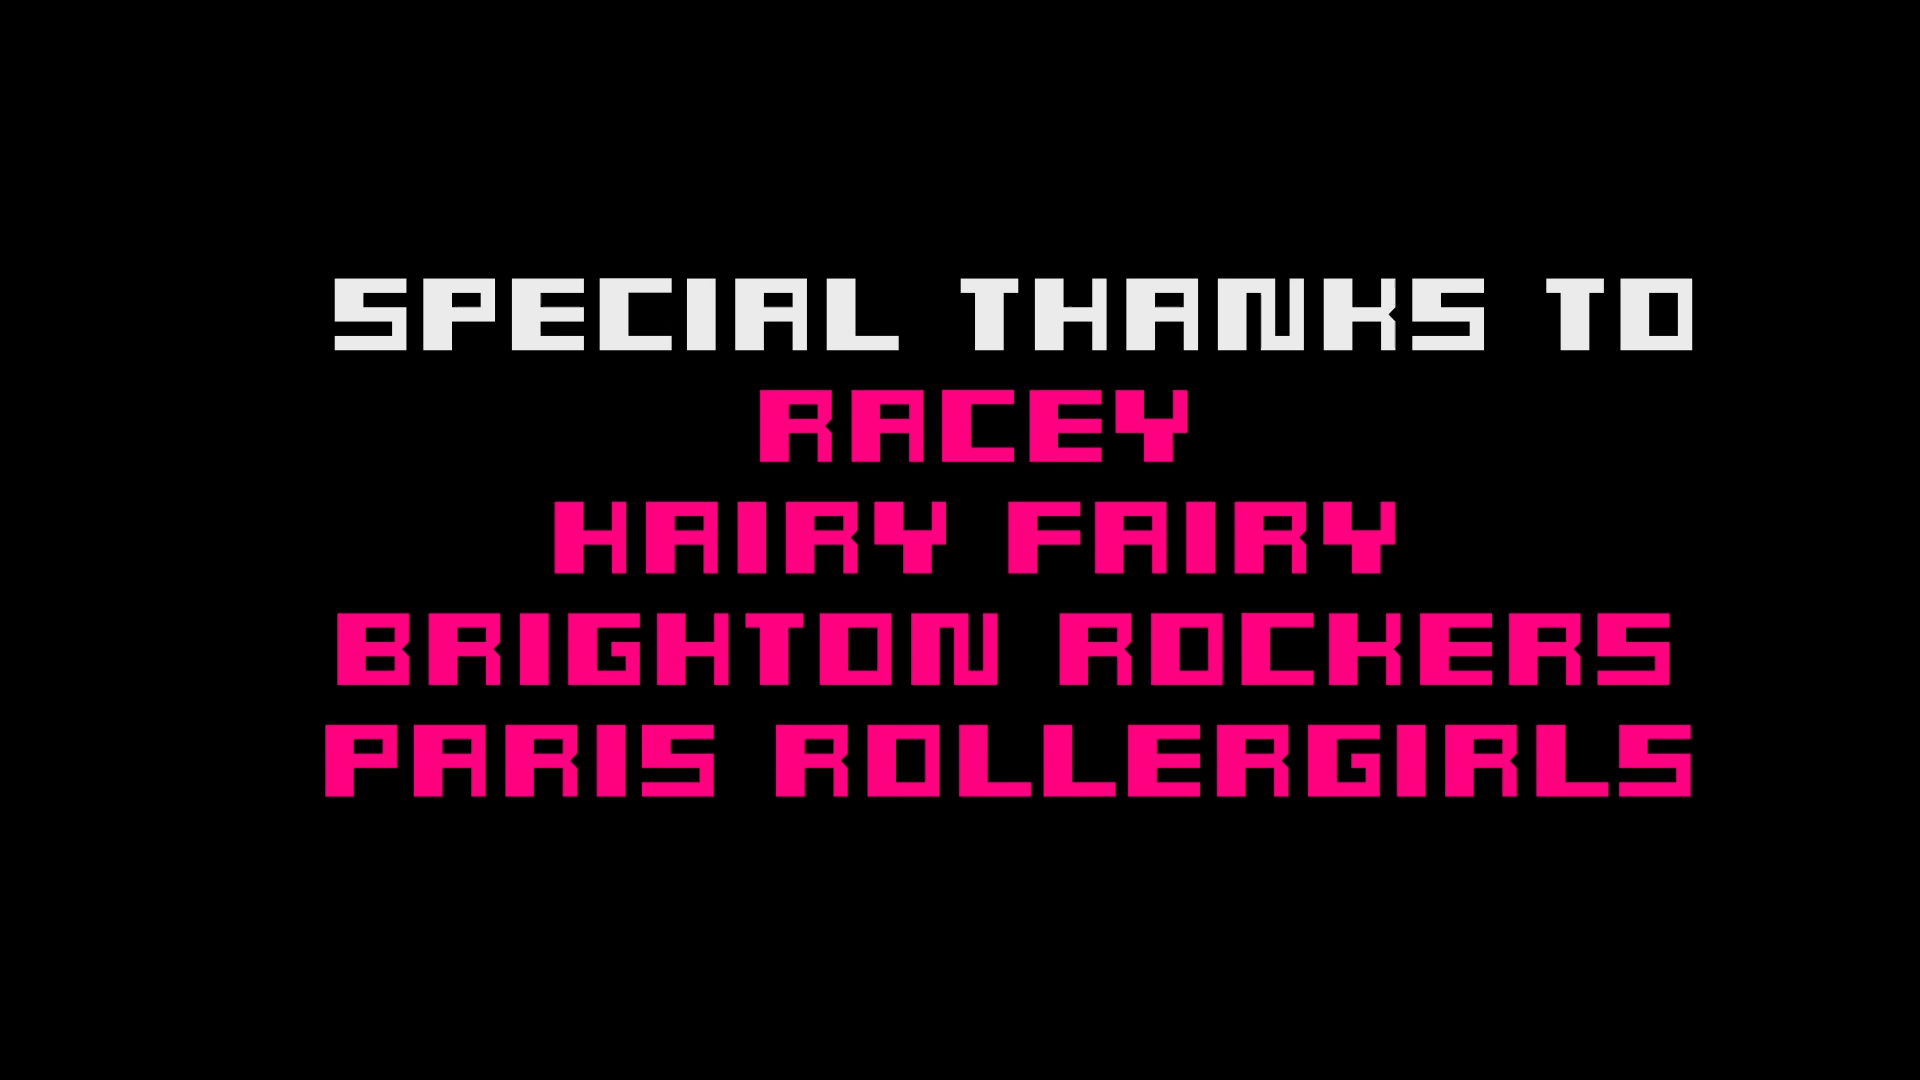 SPECIAL THANKS TO
RACEY
HAIRY FAIRY
BRIGHTON ROCKERS
PARIS ROLLERGIRLS